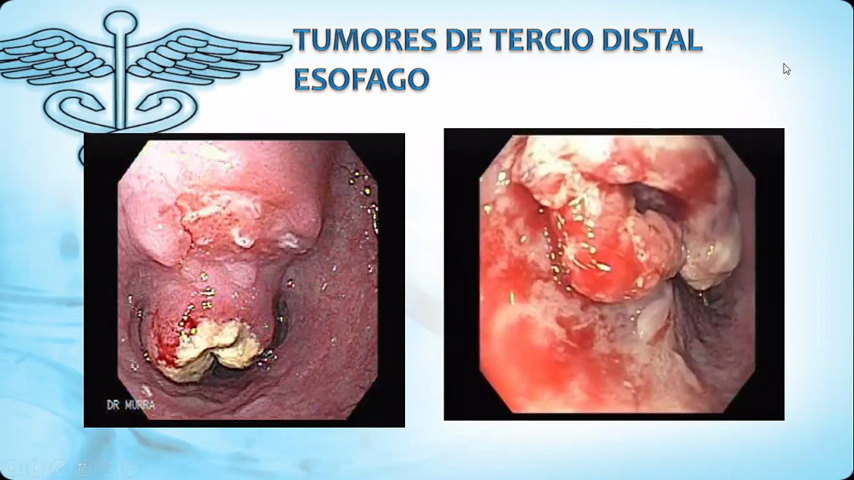 TUMORES DE TERCIO DISTAL
ESOFAGO
DR MURRA